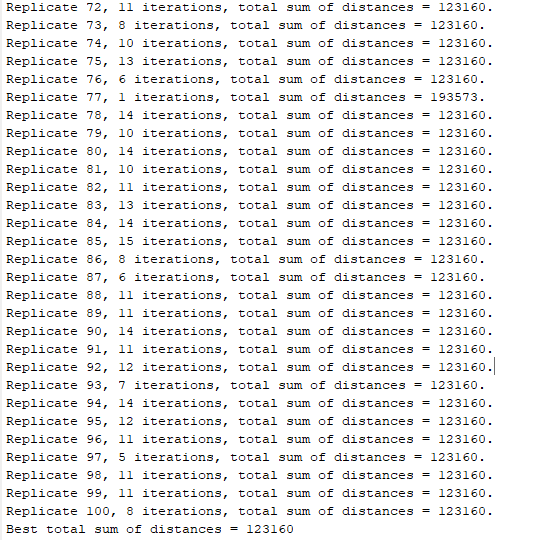 Replicate 72, 11 iterations, total sum of distances = 123160.
Replicate 73, 8 iterations, total sum of distances = 123160.
Replicate 74, 10 iterations, total sum of distances = 123160.
Replicate 75, 13 iterations, total sum of distances = 123160.
Replicate 76, 6 iterations, total sum of distances = 123160.
Replicate 77, 1 iterations, total sum of distances = 193573.
Replicate 78, 14 iterations, total sum of distances = 123160.
Replicate 79, 10 iterations, total sum of distances = 123160.
Replicate 80, 14 iterations, total sum of distances = 123160.
Replicate 81, 10 iterations, total sum of distances = 123160.
Replicate 82, 11 iterations, total sum of distances = 123160.
Replicate 83, 13 iterations, total sum of distances = 123160.
Replicate 84, 14 iterations, total sum of distances = 123160.
Replicate 85, 15 iterations, total sum of distances = 123160.
Replicate 86, 8 iterations, total sum of distances = 123160.
Replicate 87, 6 iterations, total sum of distances = 123160.
Replicate 88, 11 iterations, total sum of distances = 123160.
Replicate 89, 11 iterations, total sum of distances = 123160.
Replicate 90, 14 iterations, total sum of distances = 123160.
Replicate 91, 11 iterations, total sum of distances = 123160.
Replicate 92, 12 iterations, total sum of distances = 123160.
Replicate 93, 7 iterations, total sum of distances = 123160.
Replicate 94, 14 iterations, total sum of distances = 123160.
Replicate 95, 12 iterations, total sum of distances = 123160.
Replicate 96, 11 iterations, total sum of distances = 123160.
Replicate 97, 5 iterations, total sum of distances = 123160.
Replicate 98, 11 iterations, total sum of distances = 123160.
Replicate 99, 11 iterations, total sum of distances = 123160.
Replicate 100, 8 iterations, total sum of distances = 123160.
Best total sum of distances = 123160